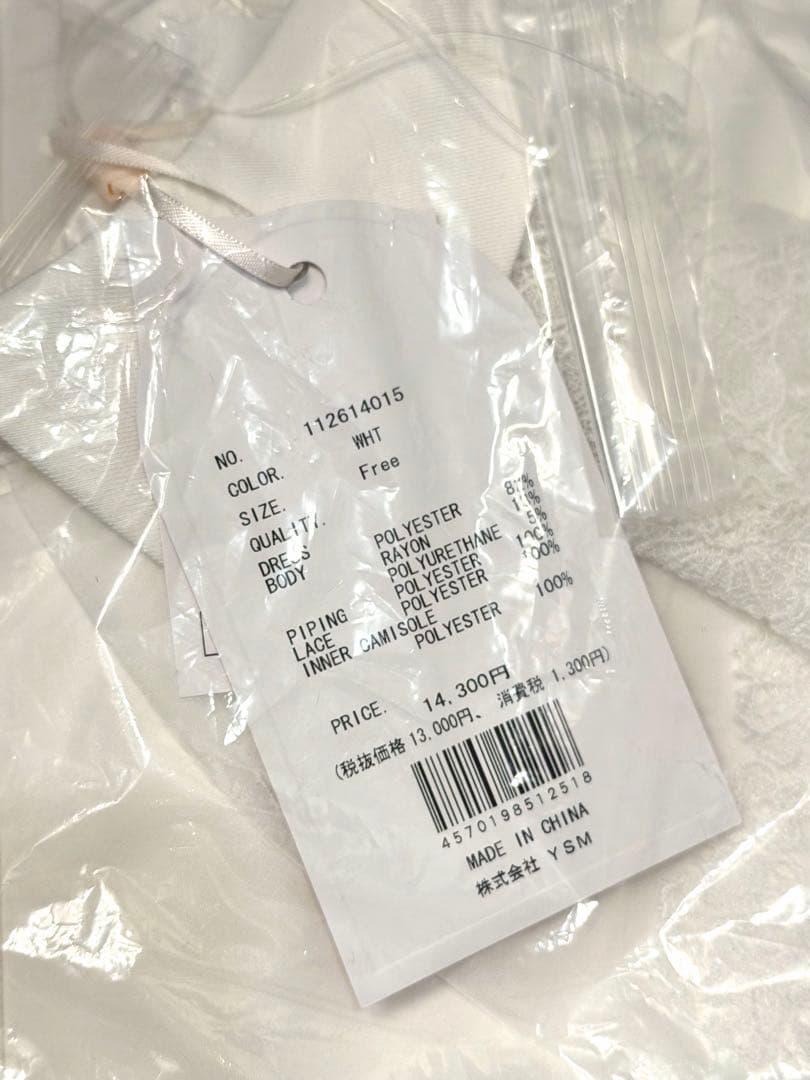 NO. 112614015
COLOR. WHT
SIZE. Free
QUALITY.
DRESS
BODY POLYESTER
RAYON
POLYURETHANE 5%
PIPING POLYESTER 100%
LACE POLYESTER 100%
INNER CAMISOLE
POLYESTER 100%
PRICE. 14,300円
(税抜価格 13,000円、 消費税 1,300円)
4570198512518
MADE IN CHINA
株式会社 YSM